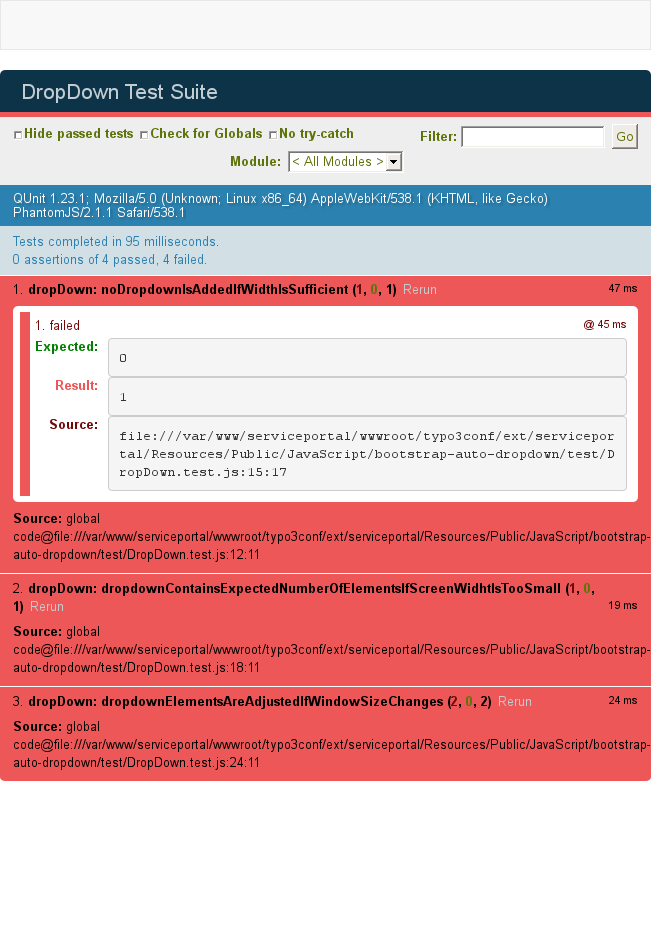 DropDown Test Suite
Hide passed tests Check for Globals No try-catch Filter: Go
Module: < All Modules >
QUnit 1.23.1; Mozilla/5.0 (Unknown; Linux x86_64) AppleWebKit/538.1 (KHTML, like Gecko)
PhantomJS/2.1.1 Safari/538.1
Tests completed in 95 milliseconds.
0 assertions of 4 passed, 4 failed.
1. dropDown: noDropdownIsAddedIfWidthIsSufficient (1, 0, 1) Rerun 47 ms
1. failed @ 45 ms
Expected: 0
Result: 1
Source: file:///var/www/serviceportal/wwwroot/typo3conf/ext/servicepor
tal/Resources/Public/JavaScript/bootstrap-auto-dropdown/test/D
ropDown.test.js:15:17
Source: global
code@file:///var/www/serviceportal/wwwroot/typo3conf/ext/serviceportal/Resources/Public/JavaScript/bootstrap-
auto-dropdown/test/DropDown.test.js:12:11
2. dropDown: dropdownContainsExpectedNumberOfElementsIfScreenWidhtIsTooSmall (1, 0,
1) Rerun 19 ms
Source: global
code@file:///var/www/serviceportal/wwwroot/typo3conf/ext/serviceportal/Resources/Public/JavaScript/bootstrap-
auto-dropdown/test/DropDown.test.js:18:11
3. dropDown: dropdownElementsAreAdjustedIfWindowSizeChanges (2, 0, 2) Rerun 24 ms
Source: global
code@file:///var/www/serviceportal/wwwroot/typo3conf/ext/serviceportal/Resources/Public/JavaScript/bootstrap-
auto-dropdown/test/DropDown.test.js:24:11